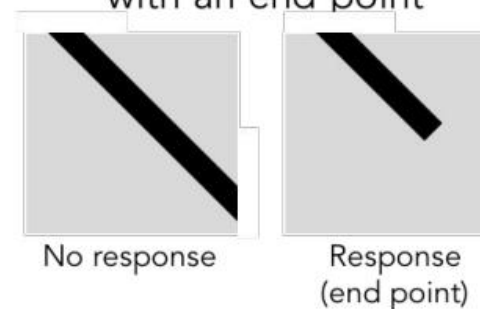 with an end point
No response
Response
(end point)